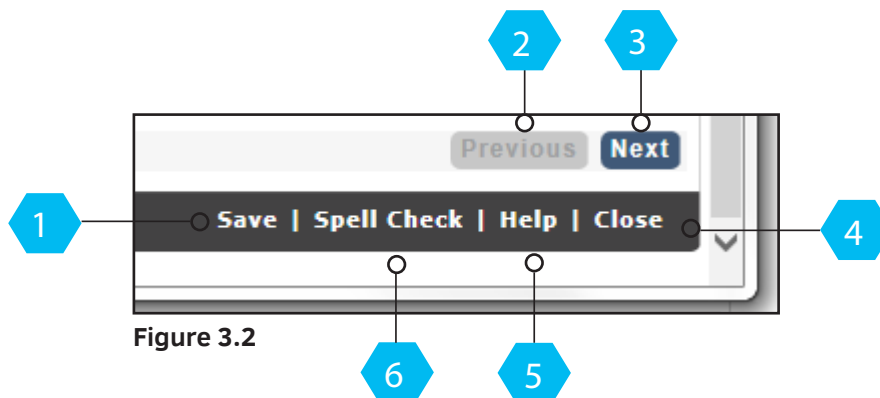 2 3
Previous Next
1 Save | Spell Check | Help | Close 4
Figure 3.2
6 5